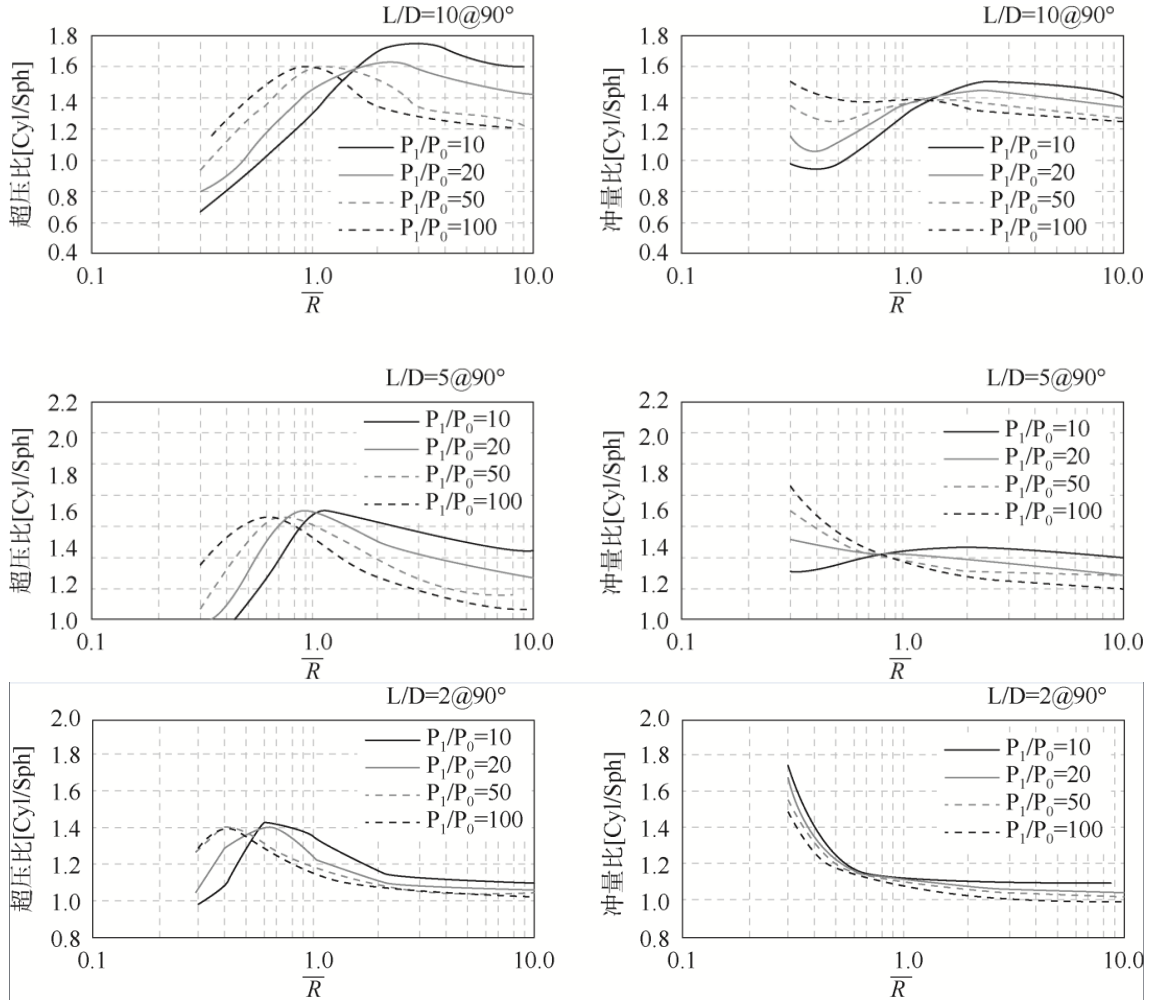 L/D=10@90°
超压比[Cyl/Sph]
1.8
1.6
1.4
1.2
1.0
0.8
0.6
0.4
P₁/P₀=10
P₁/P₀=20
P₁/P₀=50
P₁/P₀=100
0.1
1.0
10.0
R̅
L/D=10@90°
冲量比[Cyl/Sph]
1.8
1.6
1.4
1.2
1.0
0.8
0.6
0.4
P₁/P₀=10
P₁/P₀=20
P₁/P₀=50
P₁/P₀=100
0.1
1.0
10.0
R̅
L/D=5@90°
超压比[Cyl/Sph]
2.2
2.0
1.8
1.6
1.4
1.2
1.0
P₁/P₀=10
P₁/P₀=20
P₁/P₀=50
P₁/P₀=100
0.1
1.0
10.0
R̅
L/D=5@90°
冲量比[Cyl/Sph]
2.2
2.0
1.8
1.6
1.4
1.2
1.0
P₁/P₀=10
P₁/P₀=20
P₁/P₀=50
P₁/P₀=100
0.1
1.0
10.0
R̅
L/D=2@90°
超压比[Cyl/Sph]
2.0
1.8
1.6
1.4
1.2
1.0
0.8
P₁/P₀=10
P₁/P₀=20
P₁/P₀=50
P₁/P₀=100
0.1
1.0
10.0
R̅
L/D=2@90°
冲量比[Cyl/Sph]
2.0
1.8
1.6
1.4
1.2
1.0
0.8
P₁/P₀=10
P₁/P₀=20
P₁/P₀=50
P₁/P₀=100
0.1
1.0
10.0
R̅